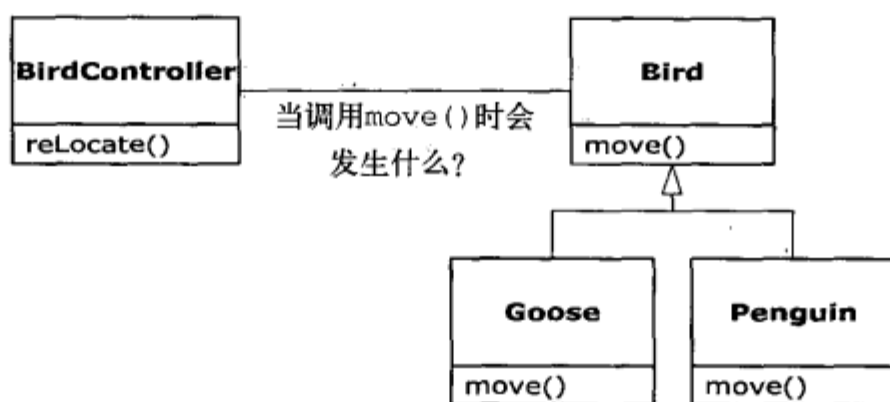 BirdController
reLocate()
当调用move()时会
发生什么?
Bird
move()
Goose
move()
Penguin
move()